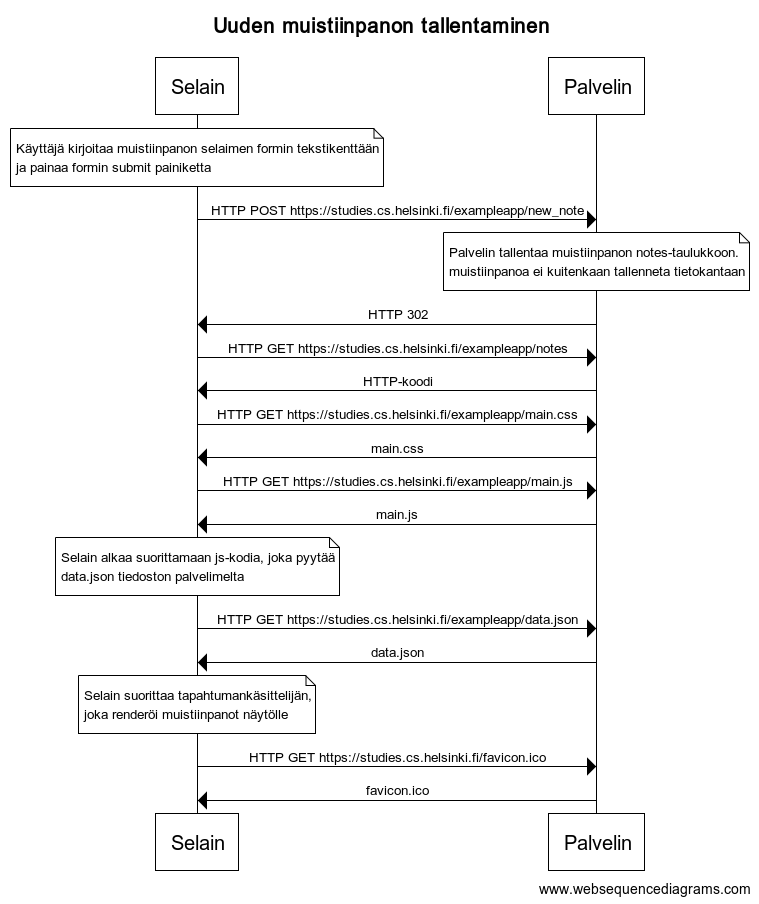 Uuden muistiinpanon tallentaminen
Selain
Palvelin
Käyttäjä kirjoitaa muistiinpanon selaimen formin tekstikenttään
ja painaa formin submit painiketta
HTTP POST https://studies.cs.helsinki.fi/exampleapp/new_note
Palvelin tallentaa muistiinpanon notes-taulukkoon.
muistiinpanoa ei kuitenkaan tallenneta tietokantaan
HTTP 302
HTTP GET https://studies.cs.helsinki.fi/exampleapp/notes
HTTP-koodi
HTTP GET https://studies.cs.helsinki.fi/exampleapp/main.css
main.css
HTTP GET https://studies.cs.helsinki.fi/exampleapp/main.js
main.js
Selain alkaa suorittamaan js-kodia, joka pyytää
data.json tiedoston palvelimelta
HTTP GET https://studies.cs.helsinki.fi/exampleapp/data.json
data.json
Selain suorittaa tapahtumankäsittelijän,
joka renderöi muistiinpanot näytölle
HTTP GET https://studies.cs.helsinki.fi/favicon.ico
favicon.ico
Selain
Palvelin
www.websequencediagrams.com